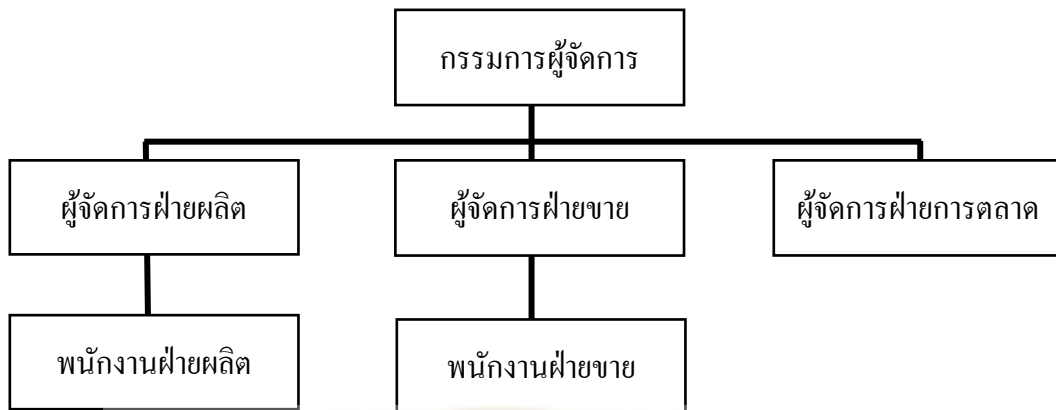 กรรมการผู้จัดการ
ผู้จัดการฝ่ายผลิต
ผู้จัดการฝ่ายขาย
ผู้จัดการฝ่ายการตลาด
พนักงานฝ่ายผลิต
พนักงานฝ่ายขาย